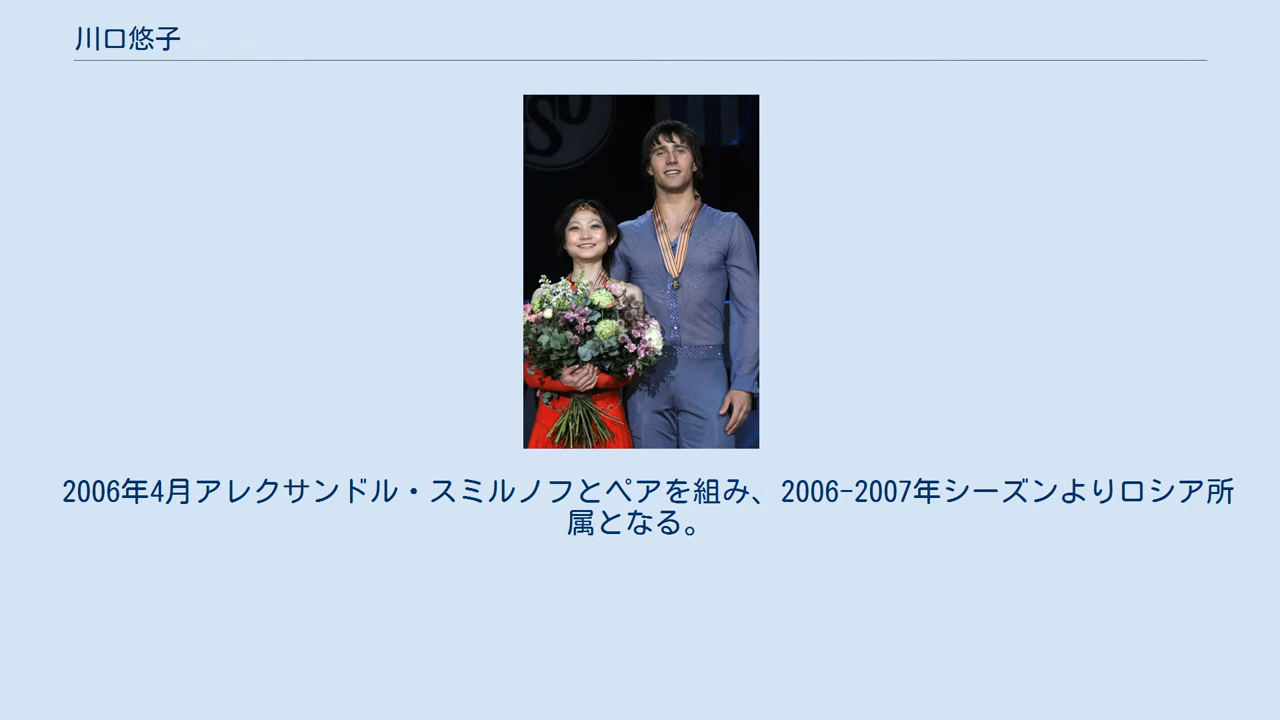 川口悠子
SU
2006年4月アレクサンドル・スミルノフとペアを組み、2006-2007年シーズンよりロシア所
属となる。